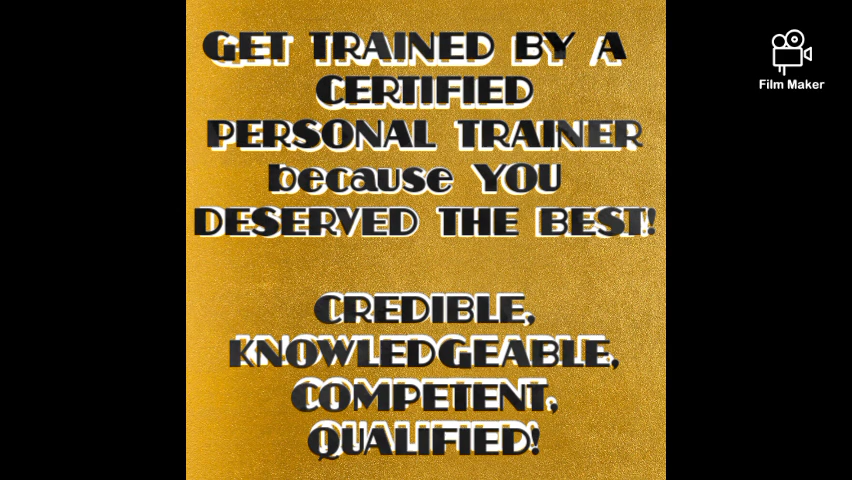 GET TRAINED BY A
CERTIFIED
PERSONAL TRAINER
because YOU
DESERVED THE BEST!
CREDIBLE,
KNOWLEDGEABLE,
COMPETENT,
QUALIFIED!
Film Maker